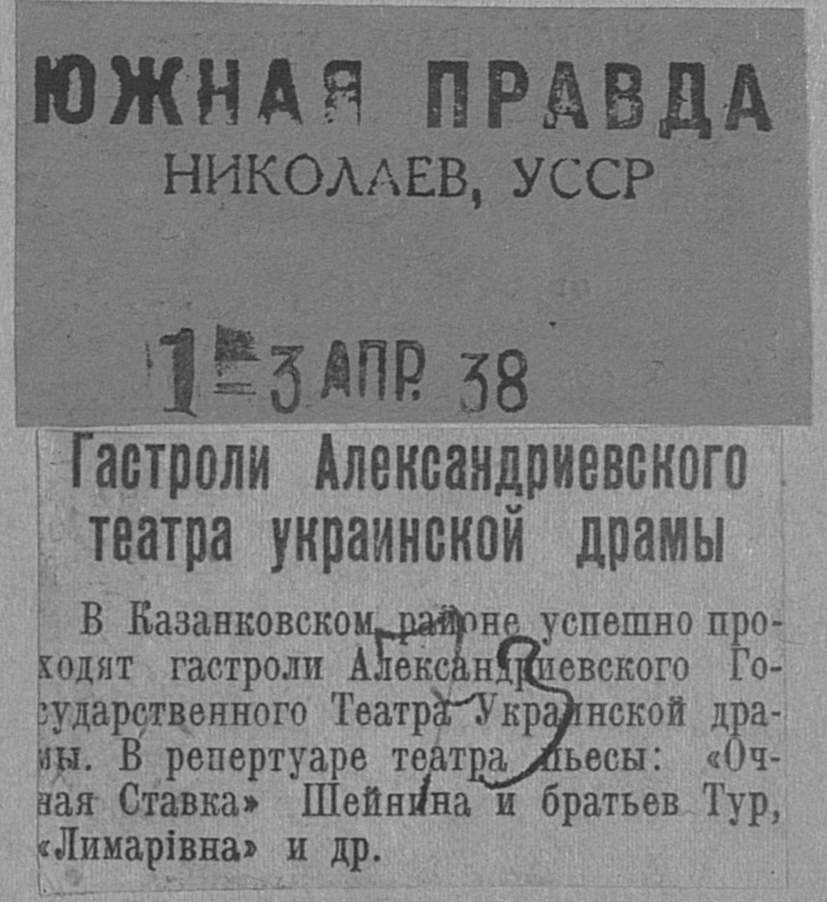 ЮЖНАЯ ПРАВДА
НИКОЛАЕВ, УССР
3 АПР. 38
Гастроли Александриевского
театра украинской драмы
В Казанковском районе успешно про-
ходят гастроли Александриевского Го-
сударственного Театра Украинской дра-
мы. В репертуаре театра пьесы: «Оч-
ная Ставка» Шейнина и братьев Тур,
«Лимарівна» и др.